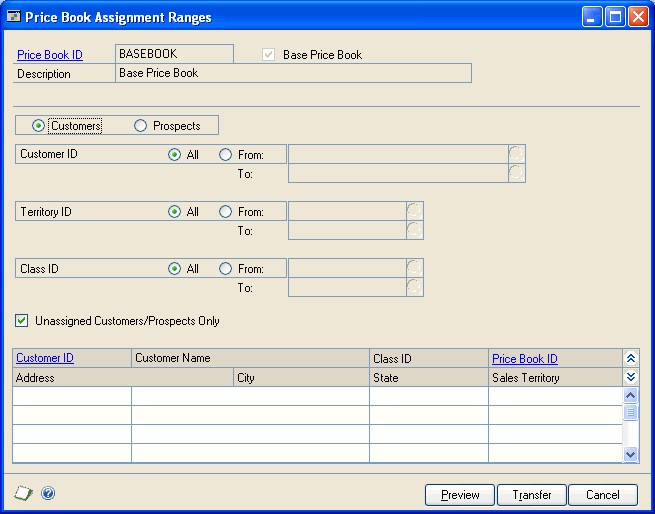 Price Book Assignment Ranges
Price Book ID BASEBOOK Base Price Book
Description Base Price Book
Customers Prospects
Customer ID All From:
To:
Territory ID All From:
To:
Class ID All From:
To:
Unassigned Customers/Prospects Only
Customer ID Customer Name Class ID Price Book ID
Address City State Sales Territory
Preview Transfer Cancel